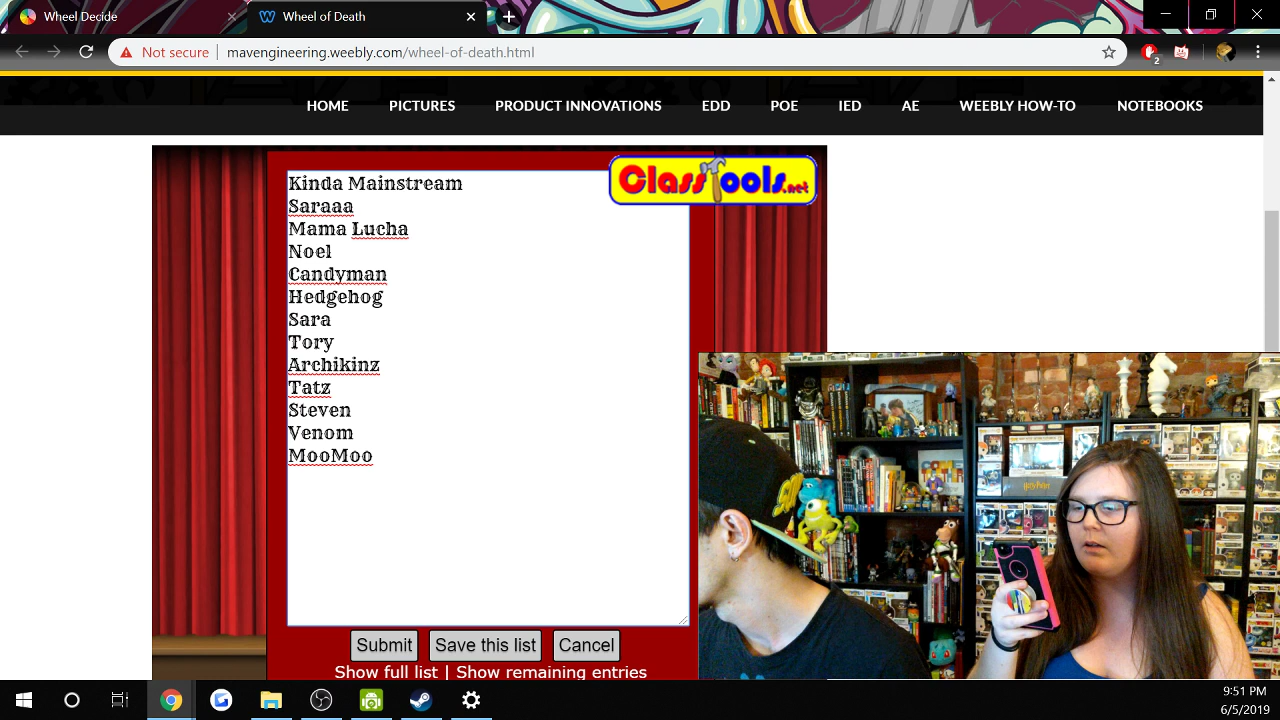 Wheel Decide
Wheel of Death
Not secure
mavengineering.weebly.com/wheel-of-death.html
2
HOME PICTURES PRODUCT INNOVATIONS EDD POE IED AE WEEBLY HOW-TO NOTEBOOKS
ClassTools.net
Kinda Mainstream
Saraaa
Mama Lucha
Noel
Candyman
Hedgehog
Sara
Tory
Archikinz
Tatz
Steven
Venom
MooMoo
Submit Save this list Cancel
Show full list | Show remaining entries
9:51 PM
6/5/2019